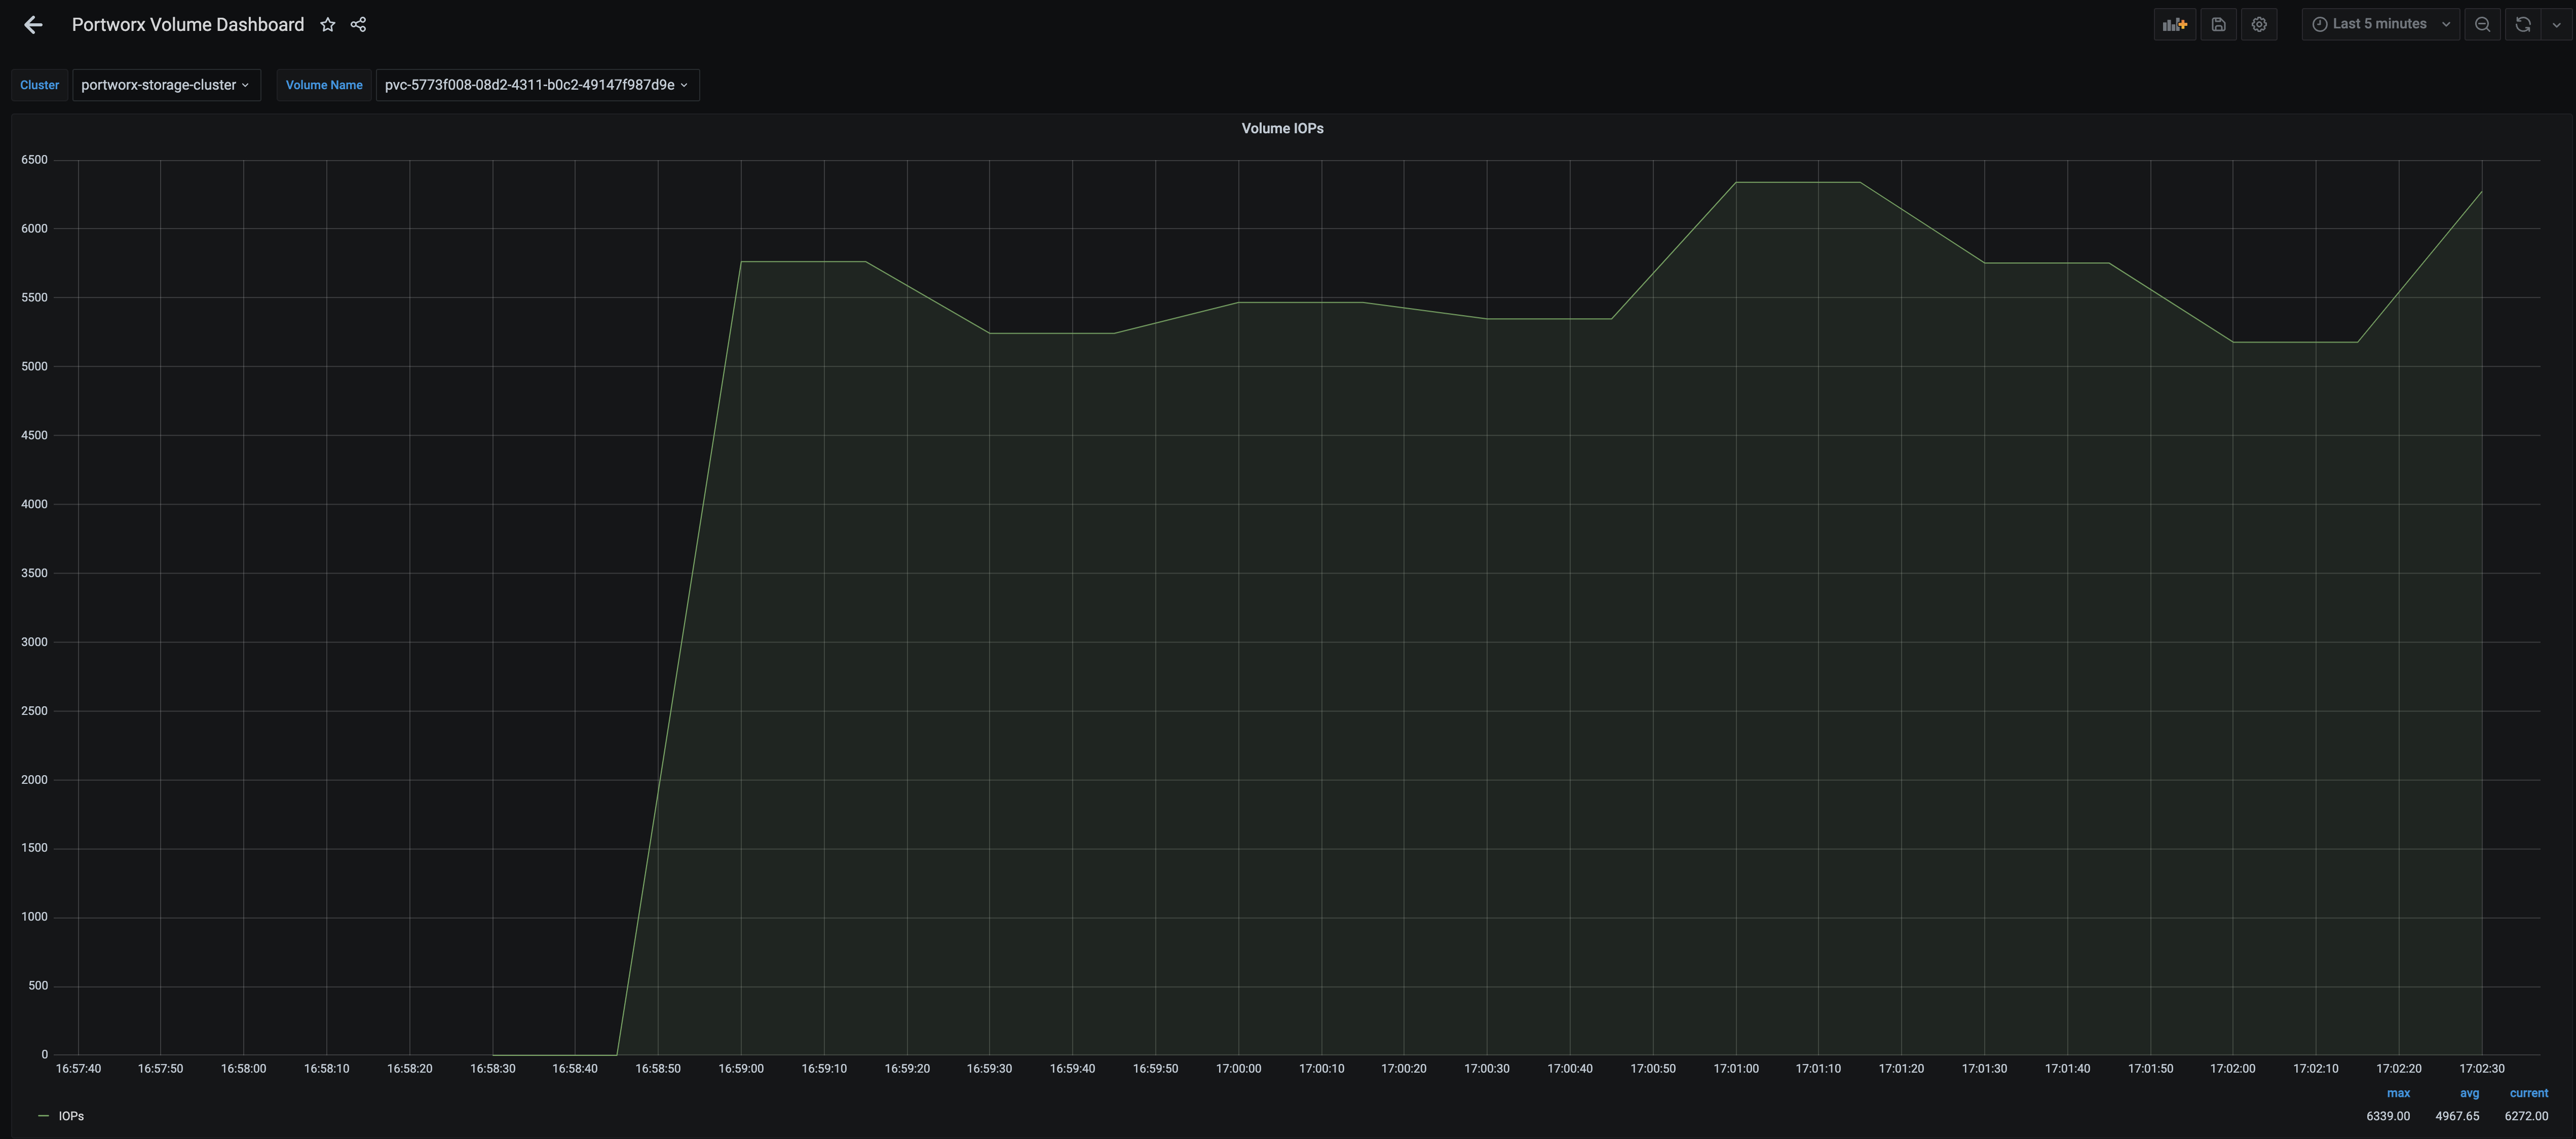 Portworx Volume Dashboard
Last 5 minutes
Cluster portworx-storage-cluster Volume Name pvc-5773f008-08d2-4311-b0c2-49147f987d9e
Volume IOPs
6500
6000
5500
5000
4500
4000
3500
3000
2500
2000
1500
1000
500
0
16:57:40 16:57:50 16:58:00 16:58:10 16:58:20 16:58:30 16:58:40 16:58:50 16:59:00 16:59:10 16:59:20 16:59:30 16:59:40 16:59:50 17:00:00 17:00:10 17:00:20 17:00:30 17:00:40 17:00:50 17:01:00 17:01:10 17:01:20 17:01:30 17:01:40 17:01:50 17:02:00 17:02:10 17:02:20 17:02:30
max avg current
IOPs 6339.00 4967.65 6272.00